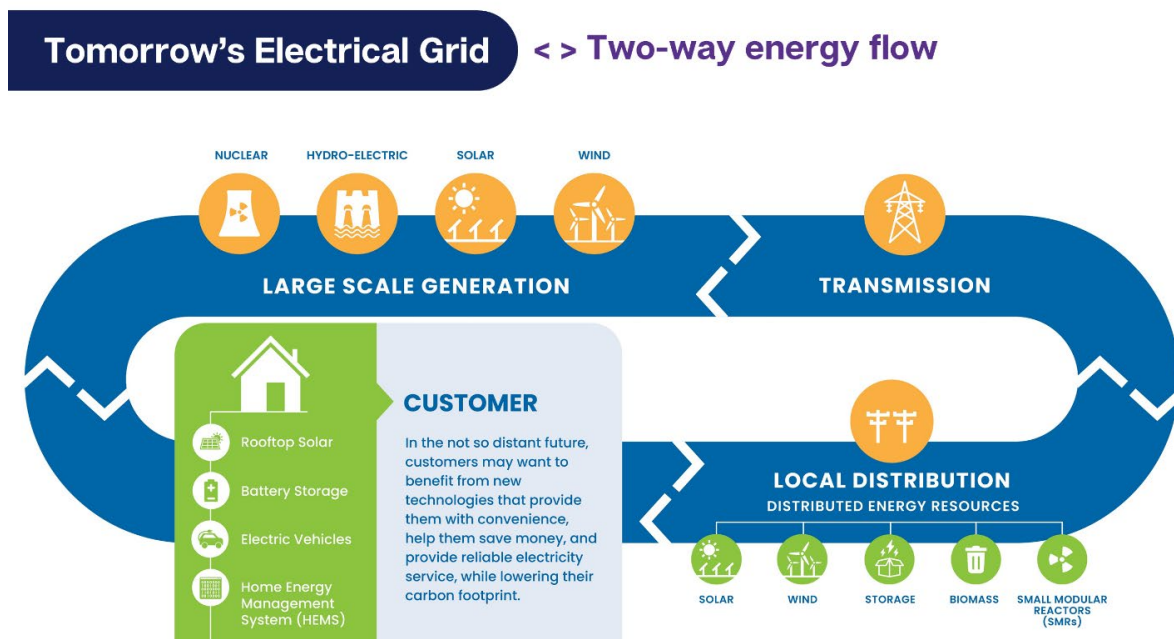 Tomorrow's Electrical Grid
< > Two-way energy flow
NUCLEAR
HYDRO-ELECTRIC
SOLAR
WIND
LARGE SCALE GENERATION
TRANSMISSION
CUSTOMER
In the not so distant future,
customers may want to
benefit from new
technologies that provide
them with convenience,
help them save money, and
provide reliable electricity
service, while lowering their
carbon footprint.
Rooftop Solar
Battery Storage
Electric Vehicles
Home Energy
Management
System (HEMS)
LOCAL DISTRIBUTION
DISTRIBUTED ENERGY RESOURCES
SOLAR
WIND
STORAGE
BIOMASS
SMALL MODULAR
REACTORS
(SMRs)